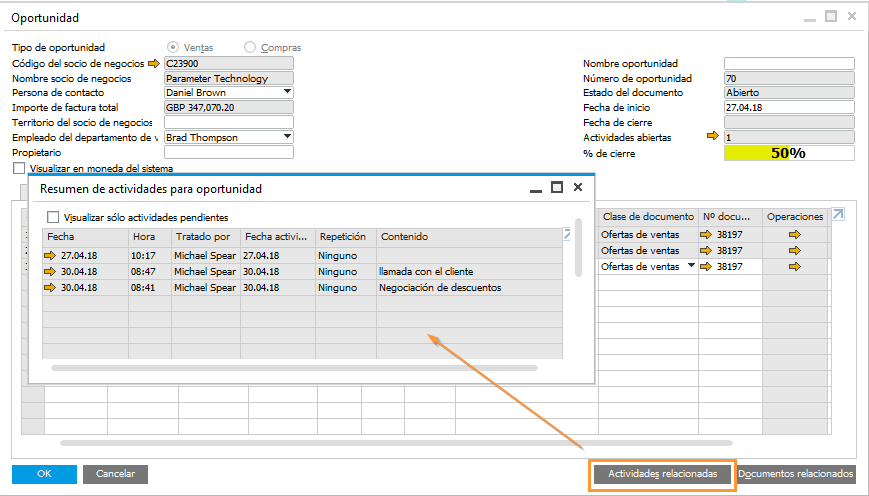 Oportunidad
Tipo de oportunidad Ventas Compras
Código del socio de negocios C23900 Nombre oportunidad
Nombre socio de negocios Parameter Technology Número de oportunidad 70
Persona de contacto Daniel Brown Estado del documento Abierto
Importe de factura total GBP 347,070.20 Fecha de inicio 27.04.18
Territorio del socio de negocios Fecha de cierre
Empleado del departamento de v Brad Thompson Actividades abiertas 1
Propietario % de cierre 50%
Visualizar en moneda del sistema
Resumen de actividades para oportunidad
Visualizar sólo actividades pendientes
Fecha Hora Tratado por Fecha activi... Repetición Contenido Clase de documento Nº docu... Operaciones
27.04.18 10:17 Michael Spear 27.04.18 Ninguno Ofertas de ventas 38197
30.04.18 08:47 Michael Spear 30.04.18 Ninguno llamada con el cliente Ofertas de ventas 38197
30.04.18 08:41 Michael Spear 30.04.18 Ninguno Negociación de descuentos Ofertas de ventas 38197
OK Cancelar Actividades relacionadas Documentos relacionados